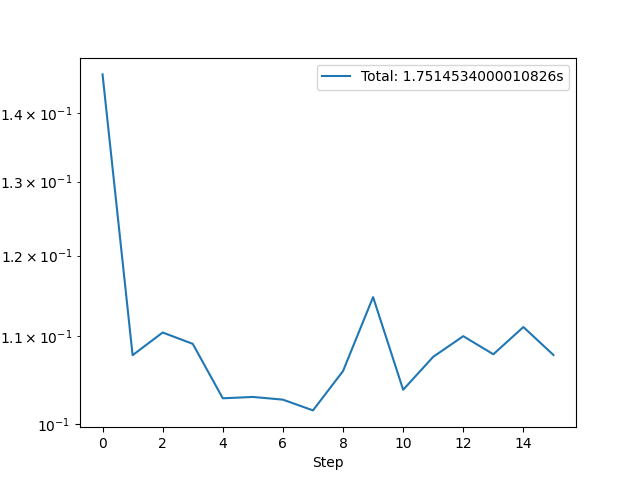 Total: 1.7514534000010826s
1.4 × 10⁻¹
1.3 × 10⁻¹
1.2 × 10⁻¹
1.1 × 10⁻¹
10⁻¹
0 2 4 6 8 10 12 14
Step